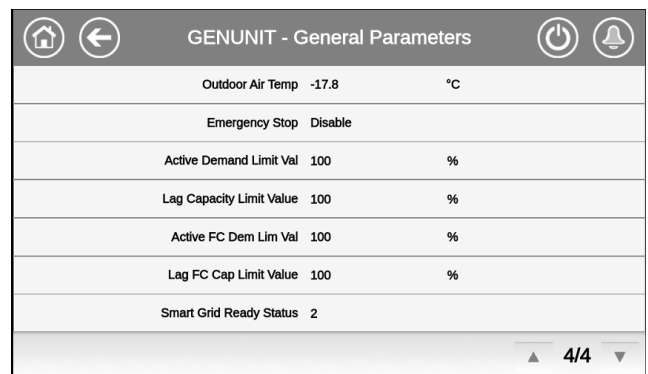 GENUNIT - General Parameters
Outdoor Air Temp -17.8 °C
Emergency Stop Disable
Active Demand Limit Val 100 %
Lag Capacity Limit Value 100 %
Active FC Dem Lim Val 100 %
Lag FC Cap Limit Value 100 %
Smart Grid Ready Status 2
4/4